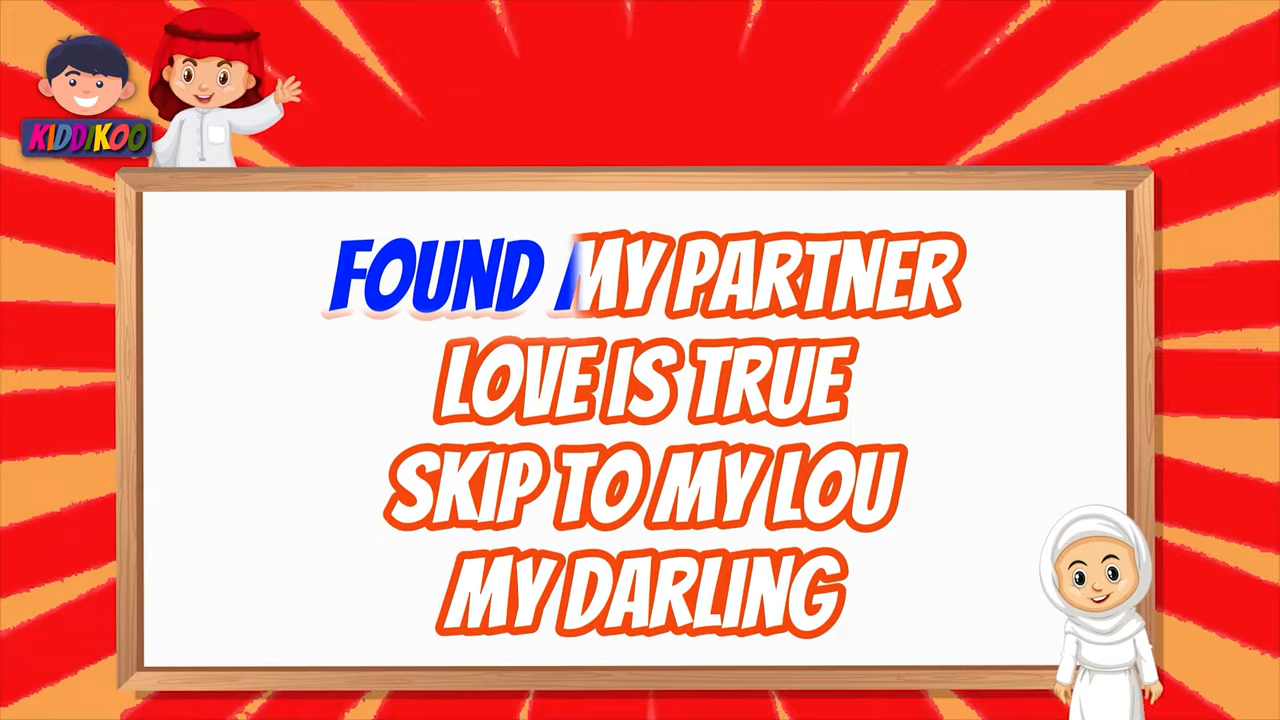 KIDDIKOO
FOUND MY PARTNER
LOVE IS TRUE
SKIP TO MY LOU
MY DARLING